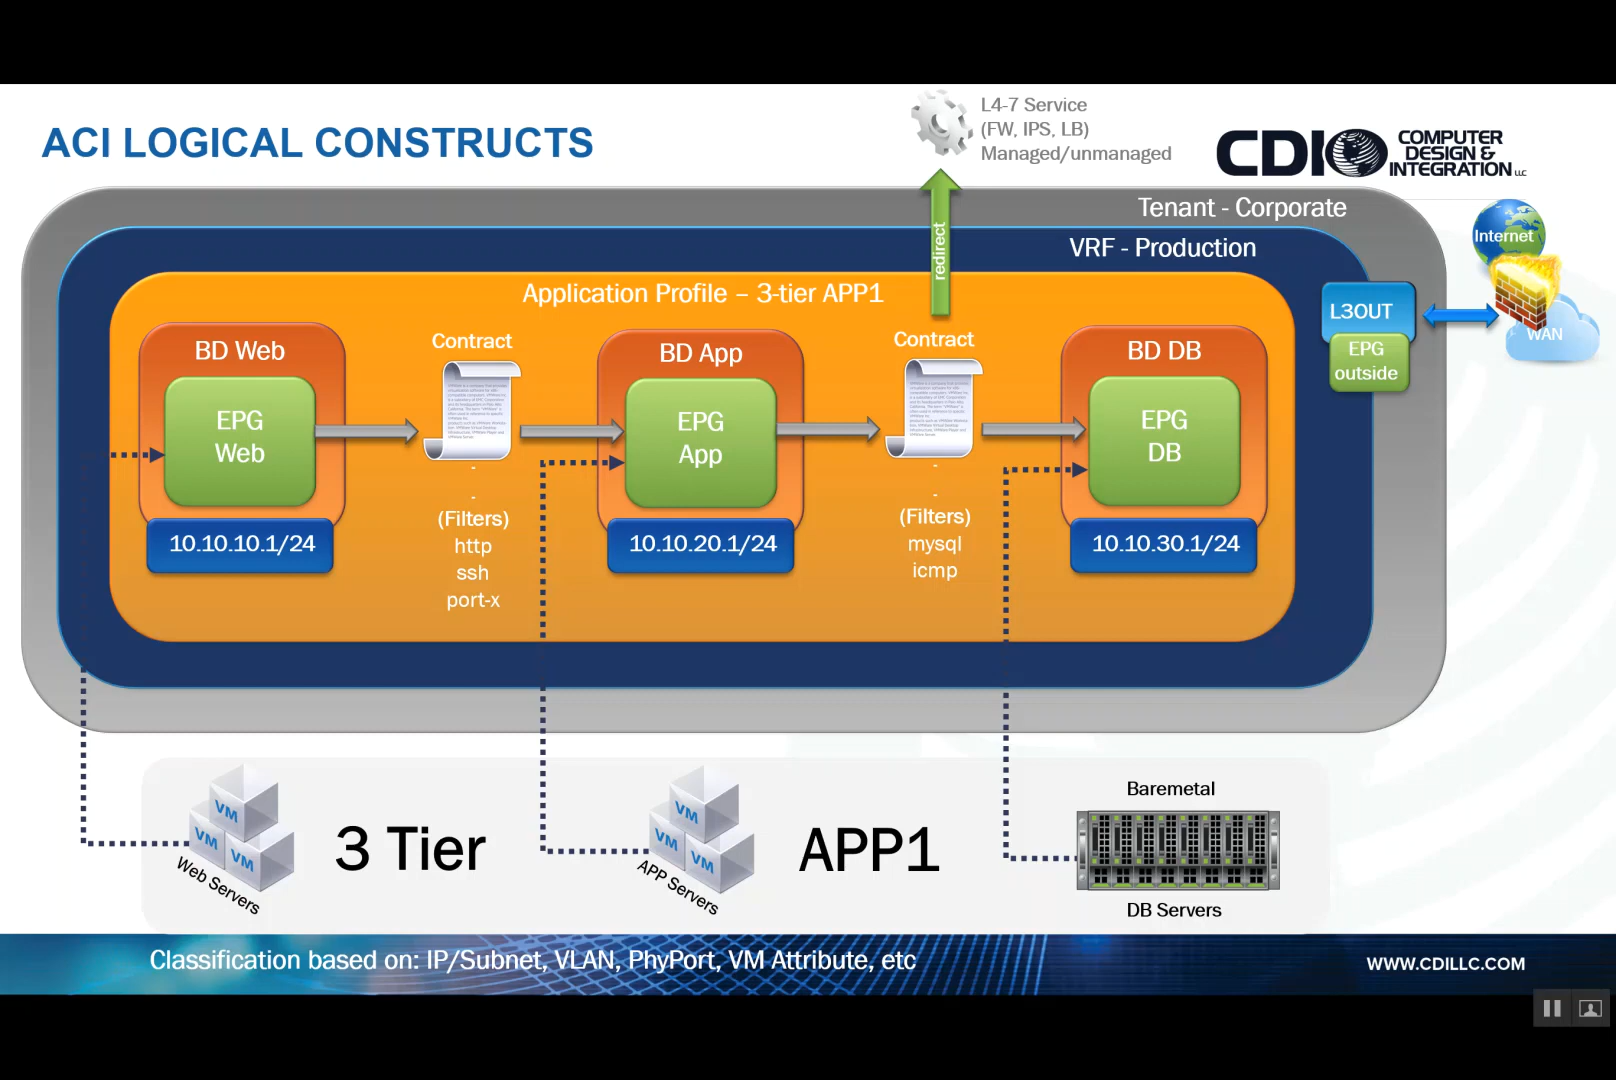 ACI LOGICAL CONSTRUCTS
L4-7 Service
(FW, IPS, LB)
Managed/unmanaged
CDI
COMPUTER
DESIGN &
INTEGRATION LLC
Tenant - Corporate
VRF - Production
Internet
redirect
Application Profile – 3-tier APP1
L3OUT
WAN
EPG
outside
BD Web
Contract
BD App
Contract
BD DB
EPG
Web
EPG
App
EPG
DB
10.10.10.1/24
-
-
(Filters)
http
ssh
port-x
10.10.20.1/24
-
-
(Filters)
mysql
icmp
10.10.30.1/24
VM
VM
VM
Web Servers
3 Tier
VM
VM
VM
APP Servers
APP1
Baremetal
DB Servers
Classification based on: IP/Subnet, VLAN, PhyPort, VM Attribute, etc
WWW.CDILLC.COM